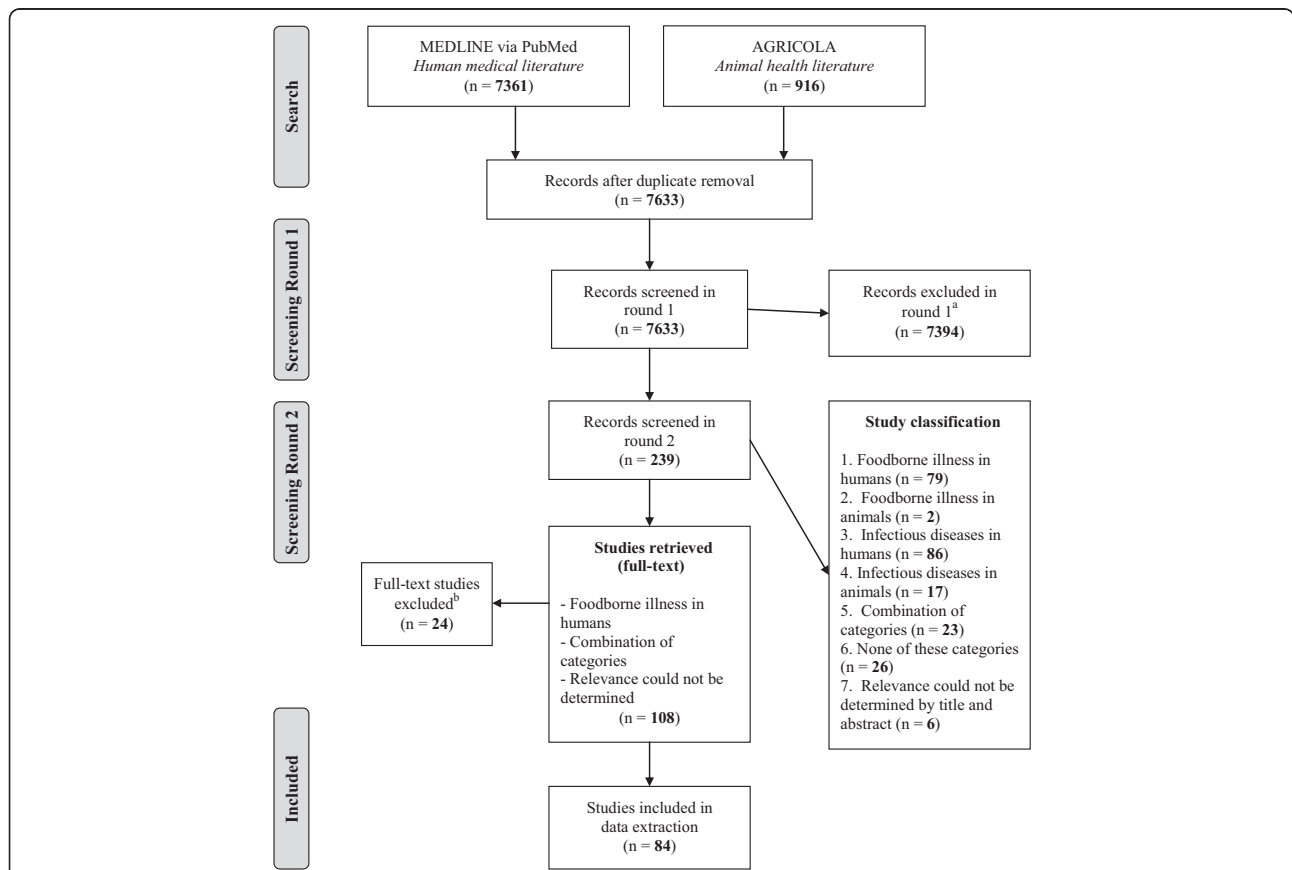 Search
MEDLINE via PubMed
Human medical literature
(n = 7361)
AGRICOLA
Animal health literature
(n = 916)
Records after duplicate removal
(n = 7633)
Screening Round 1
Records screened in
round 1
(n = 7633)
Records excluded in
round 1a
(n = 7394)
Screening Round 2
Records screened in
round 2
(n = 239)
Study classification
1. Foodborne illness in
humans (n = 79)
2. Foodborne illness in
animals (n = 2)
3. Infectious diseases in
humans (n = 86)
4. Infectious diseases in
animals (n = 17)
5. Combination of
categories (n = 23)
6. None of these categories
(n = 26)
7. Relevance could not be
determined by title and
abstract (n = 6)
Studies retrieved
(full-text)
- Foodborne illness in
humans
- Combination of
categories
- Relevance could not be
determined
(n = 108)
Full-text studies
excludedb
(n = 24)
Included
Studies included in
data extraction
(n = 84)